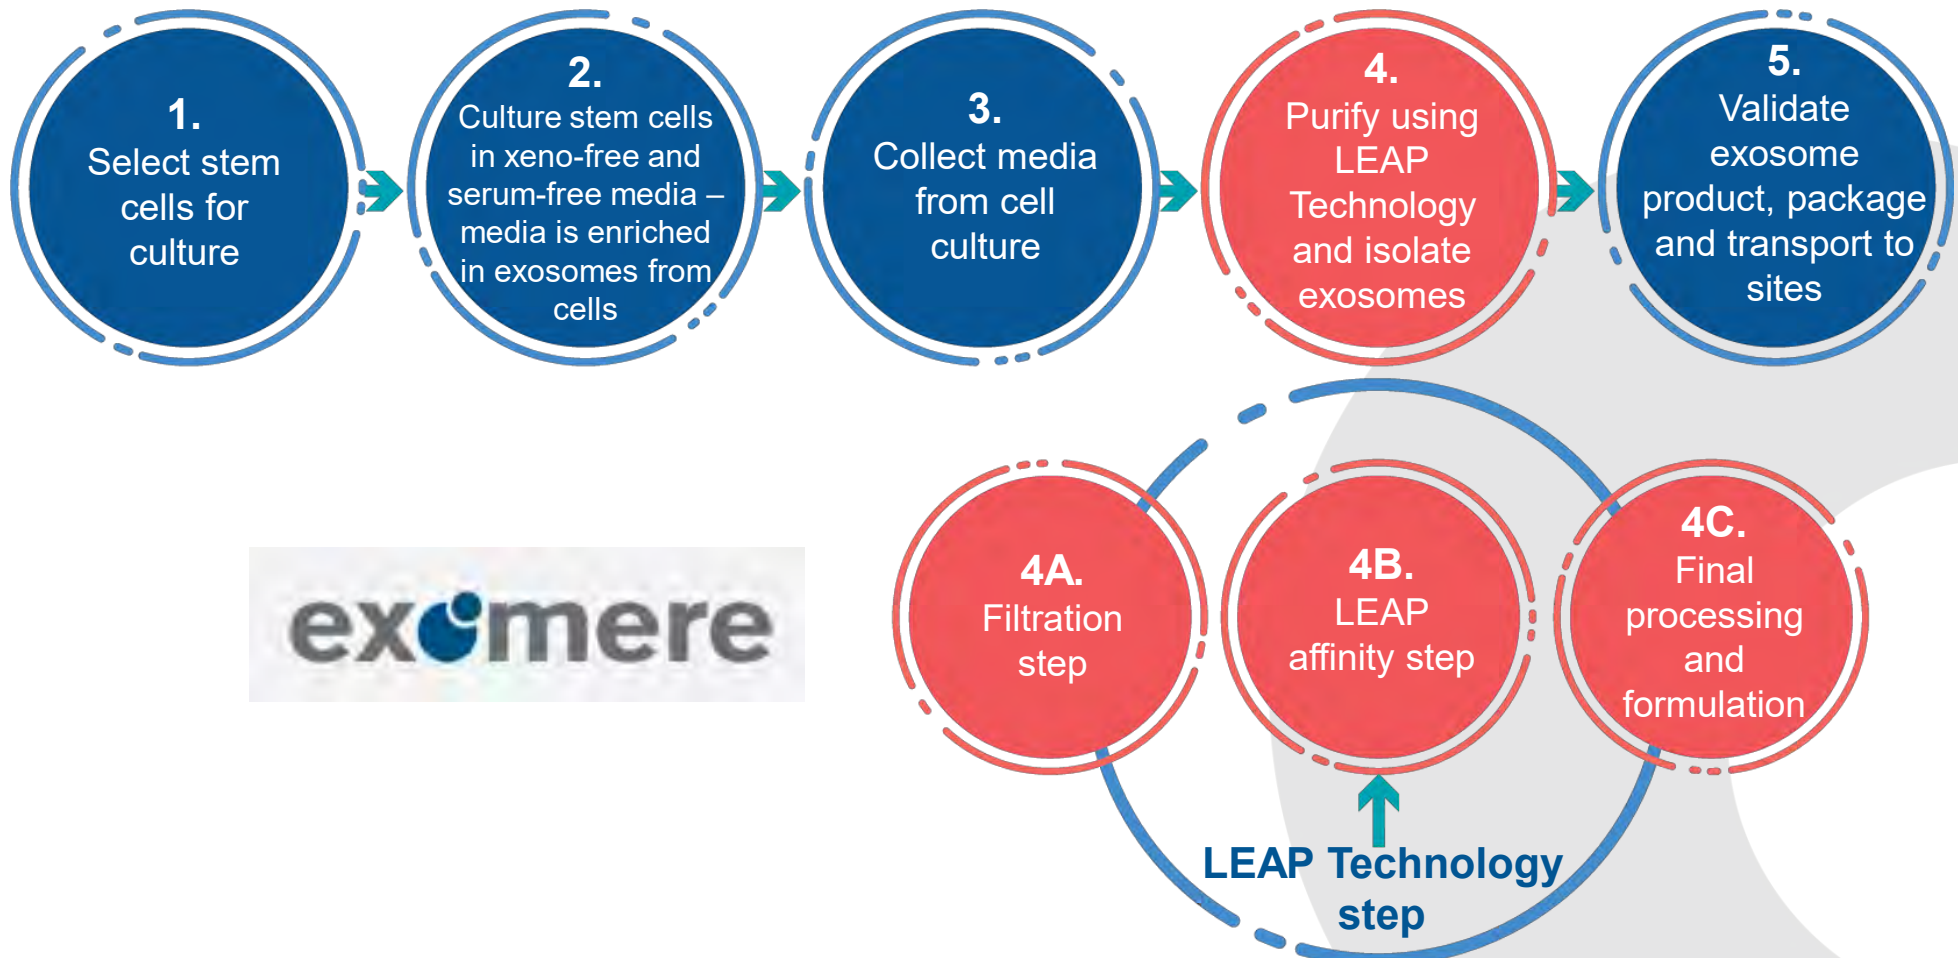 1.
Select stem
cells for
culture
2.
Culture stem cells
in xeno-free and
serum-free media –
media is enriched
in exosomes from
cells
3.
Collect media
from cell
culture
4.
Purify using
LEAP
Technology
and isolate
exosomes
5.
Validate
exosome
product, package
and transport to
sites
exomere
4A.
Filtration
step
4B.
LEAP
affinity step
4C.
Final
processing
and
formulation
LEAP Technology
step